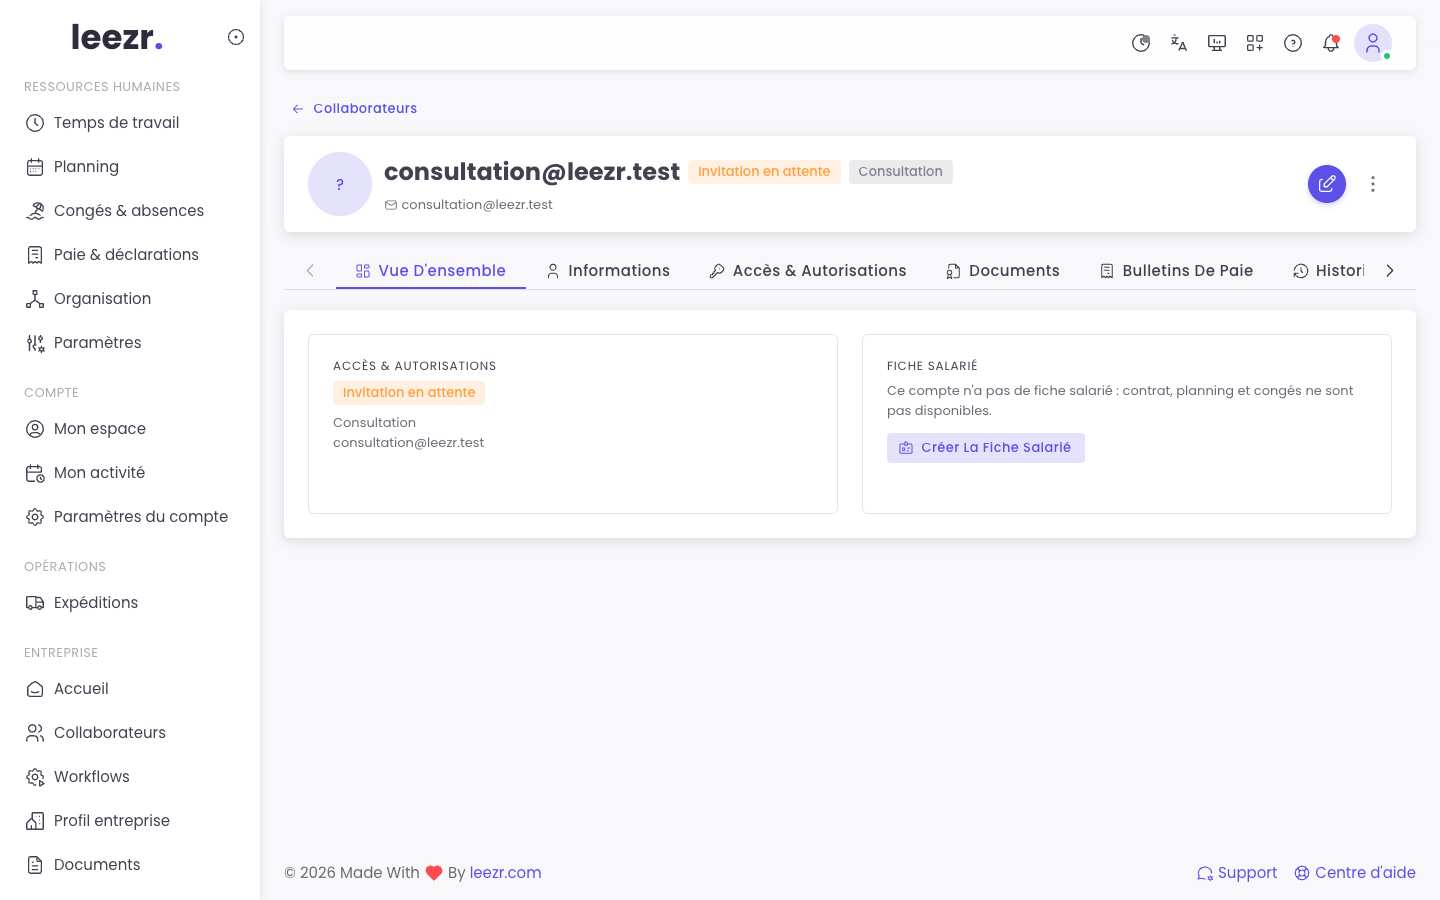 leezr.
RESSOURCES HUMAINES
Temps de travail
Planning
Congés & absences
Paie & déclarations
Organisation
Paramètres
COMPTE
Mon espace
Mon activité
Paramètres du compte
OPÉRATIONS
Expéditions
ENTREPRISE
Accueil
Collaborateurs
Workflows
Profil entreprise
Documents
Collaborateurs
?
consultation@leezr.test Invitation en attente Consultation
consultation@leezr.test
Vue D'ensemble Informations Accès & Autorisations Documents Bulletins De Paie Histori
ACCÈS & AUTORISATIONS
Invitation en attente
Consultation
consultation@leezr.test
FICHE SALARIÉ
Ce compte n'a pas de fiche salarié : contrat, planning et congés ne sont
pas disponibles.
Créer La Fiche Salarié
© 2026 Made With By leezr.com
Support Centre d'aide